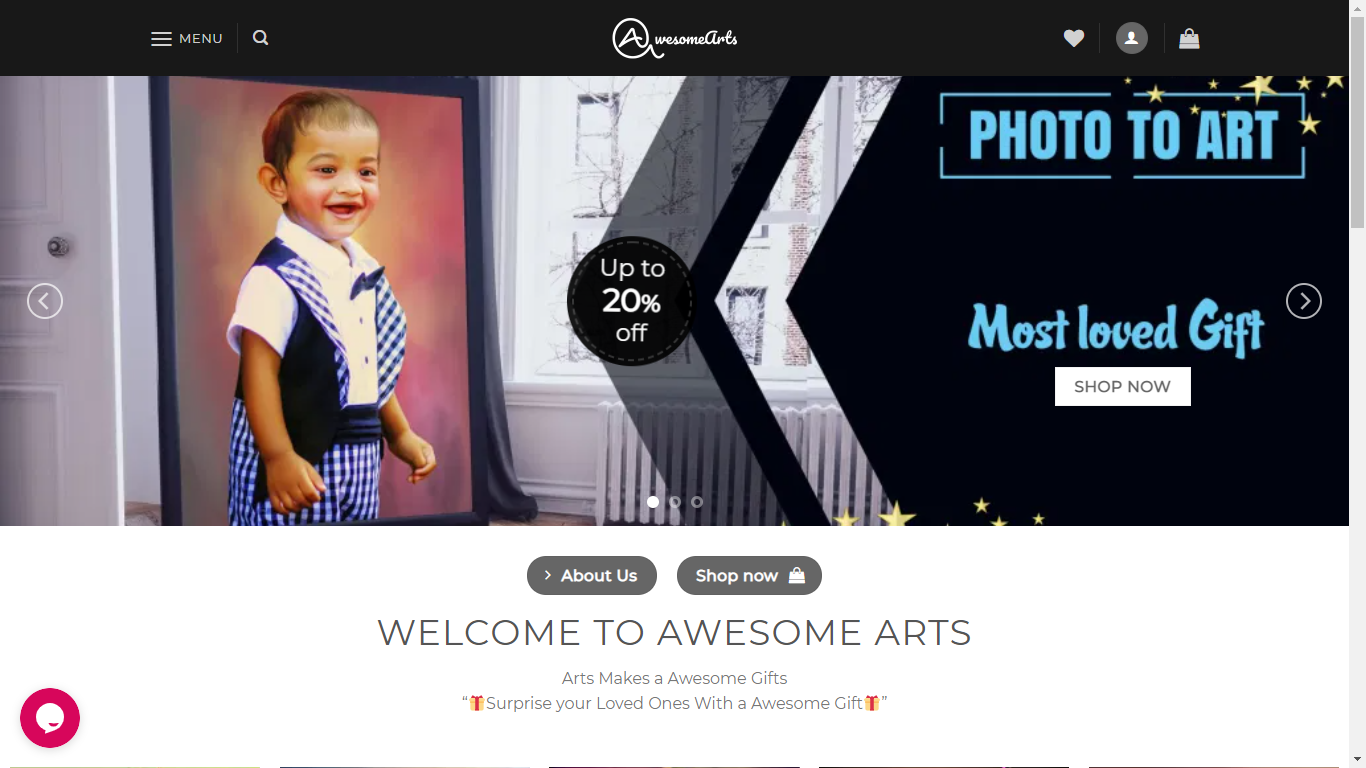 MENU
AwesomeArts
PHOTO TO ART
Up to
20%
off
Most loved Gift
SHOP NOW
About Us
Shop now
WELCOME TO AWESOME ARTS
Arts Makes a Awesome Gifts
“🎁Surprise your Loved Ones With a Awesome Gift🎁”